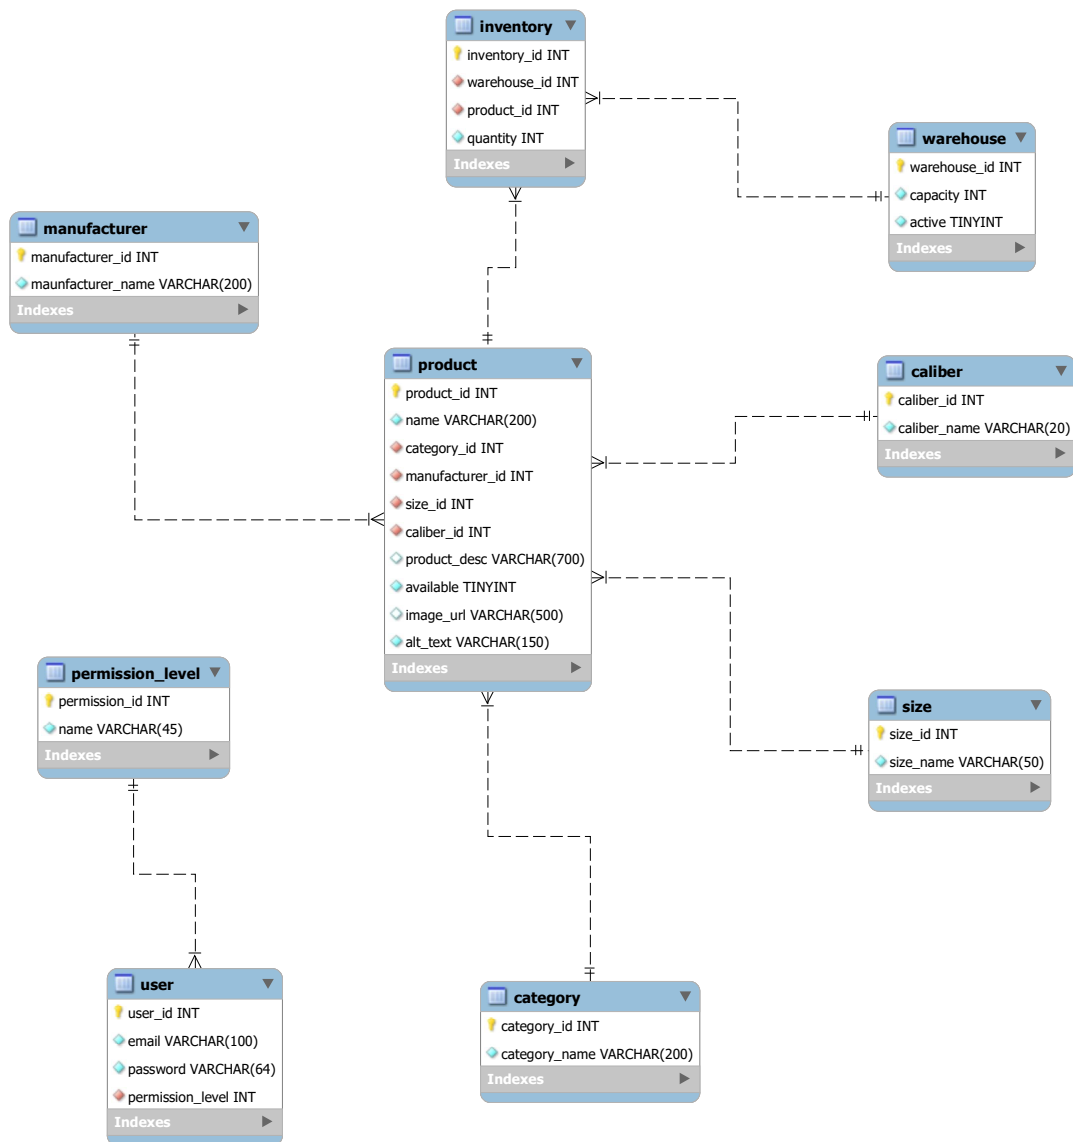 inventory
inventory_id INT
warehouse_id INT
product_id INT
quantity INT
Indexes
warehouse
warehouse_id INT
capacity INT
active TINYINT
Indexes
manufacturer
manufacturer_id INT
maunfacturer_name VARCHAR(200)
Indexes
product
product_id INT
name VARCHAR(200)
category_id INT
manufacturer_id INT
size_id INT
caliber_id INT
product_desc VARCHAR(700)
available TINYINT
image_url VARCHAR(500)
alt_text VARCHAR(150)
Indexes
caliber
caliber_id INT
caliber_name VARCHAR(20)
Indexes
permission_level
permission_id INT
name VARCHAR(45)
Indexes
size
size_id INT
size_name VARCHAR(50)
Indexes
user
user_id INT
email VARCHAR(100)
password VARCHAR(64)
permission_level INT
Indexes
category
category_id INT
category_name VARCHAR(200)
Indexes